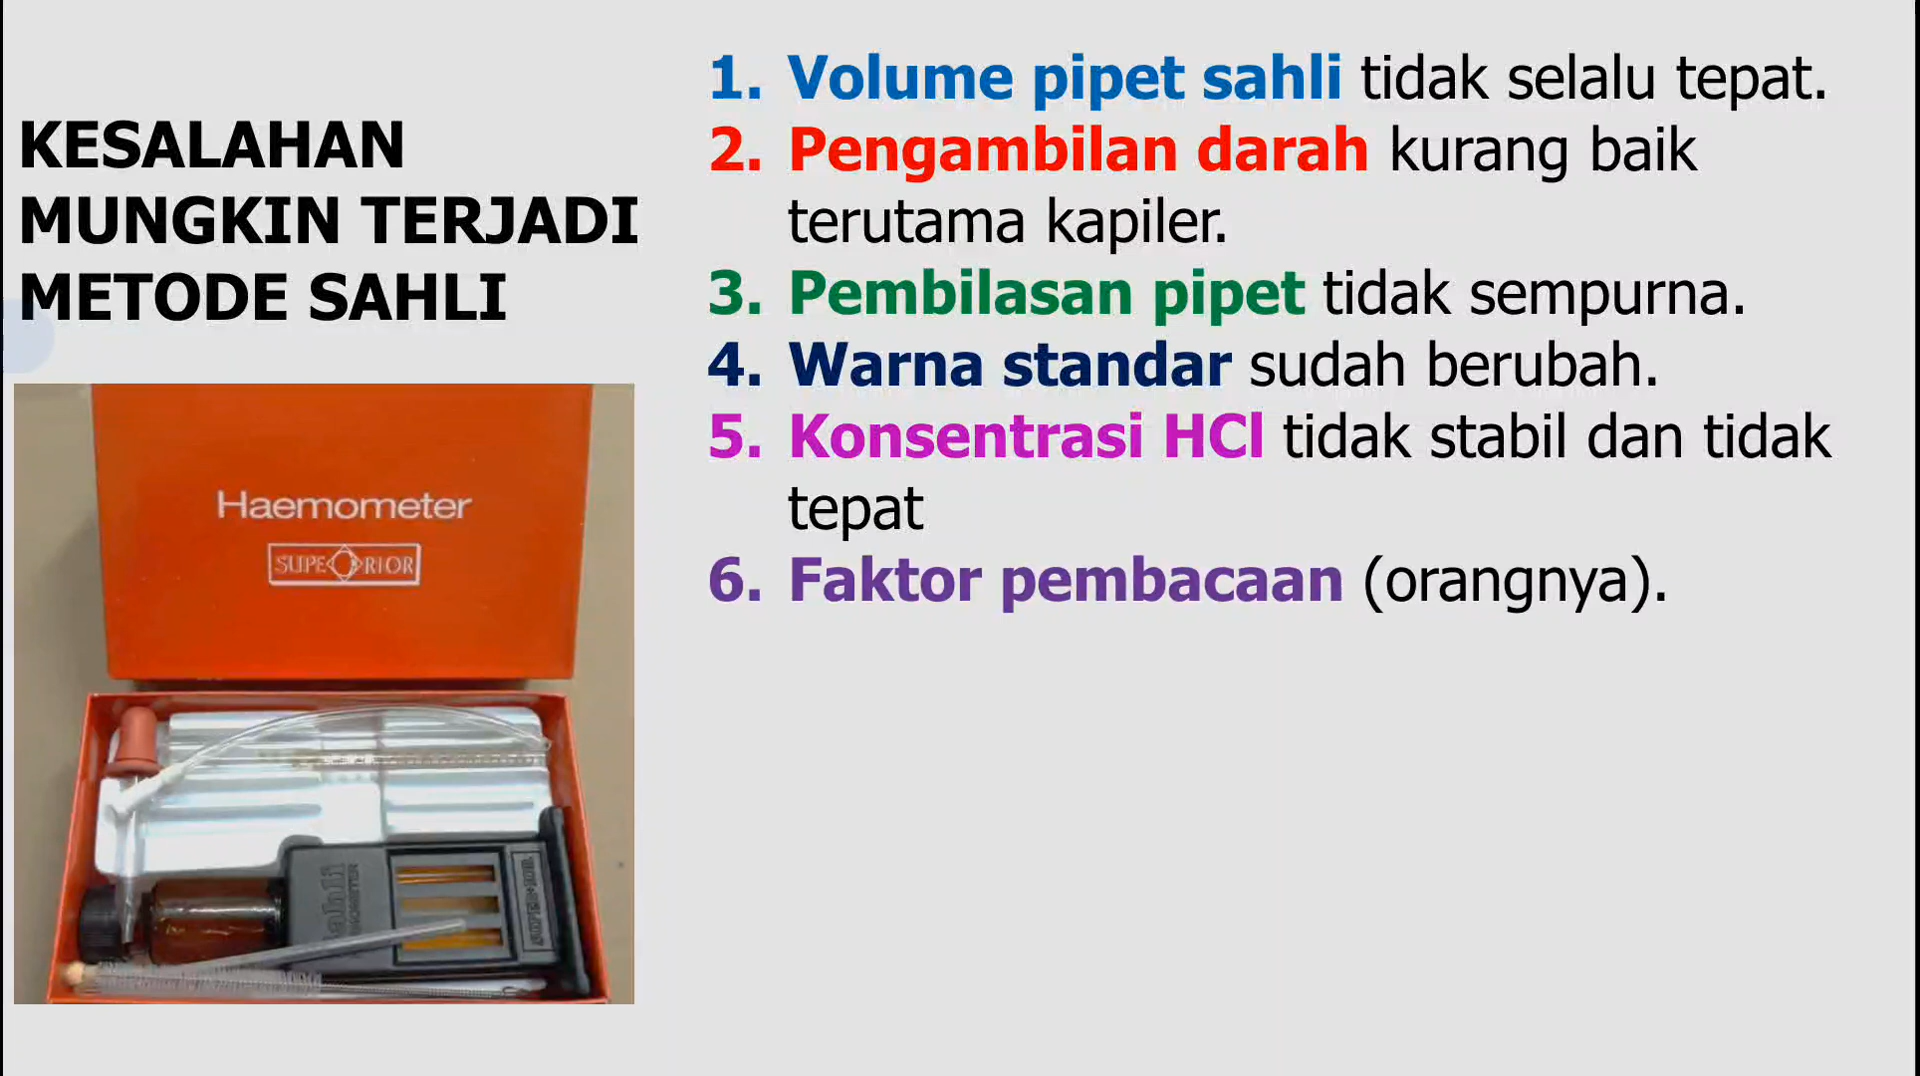 KESALAHAN
MUNGKIN TERJADI
METODE SAHLI
1. Volume pipet sahli tidak selalu tepat.
2. Pengambilan darah kurang baik
terutama kapiler.
3. Pembilasan pipet tidak sempurna.
4. Warna standar sudah berubah.
5. Konsentrasi HCl tidak stabil dan tidak
tepat
6. Faktor pembacaan (orangnya).
Haemometer
SUPERIOR